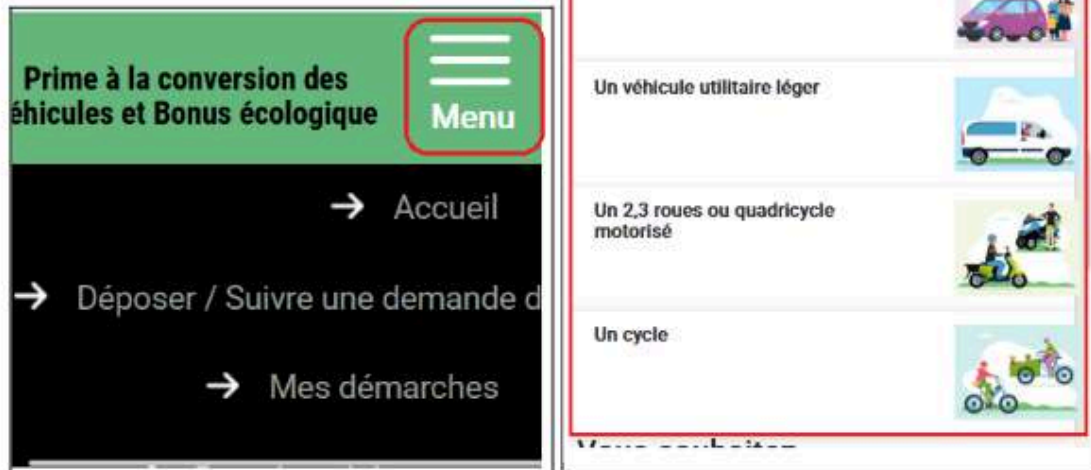 Prime à la conversion des
éhicules et Bonus écologique
Menu
Accueil
Déposer / Suivre une demande d
Mes démarches
Un véhicule utilitaire léger
Un 2,3 roues ou quadricycle
motorisé
Un cycle